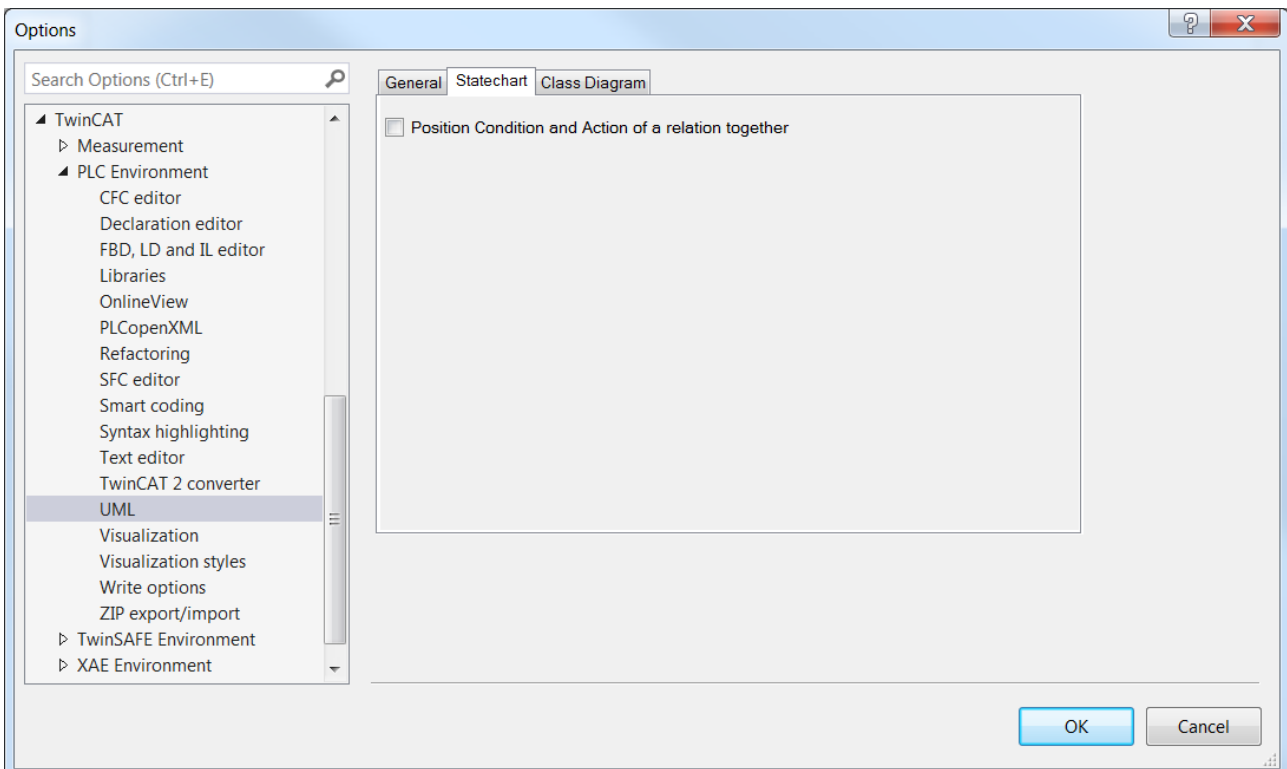 Options
Search Options (Ctrl+E)
TwinCAT
Measurement
PLC Environment
CFC editor
Declaration editor
FBD, LD and IL editor
Libraries
OnlineView
PLCopenXML
Refactoring
SFC editor
Smart coding
Syntax highlighting
Text editor
TwinCAT 2 converter
UML
Visualization
Visualization styles
Write options
ZIP export/import
TwinSAFE Environment
XAE Environment
General Statechart Class Diagram
Position Condition and Action of a relation together
OK Cancel